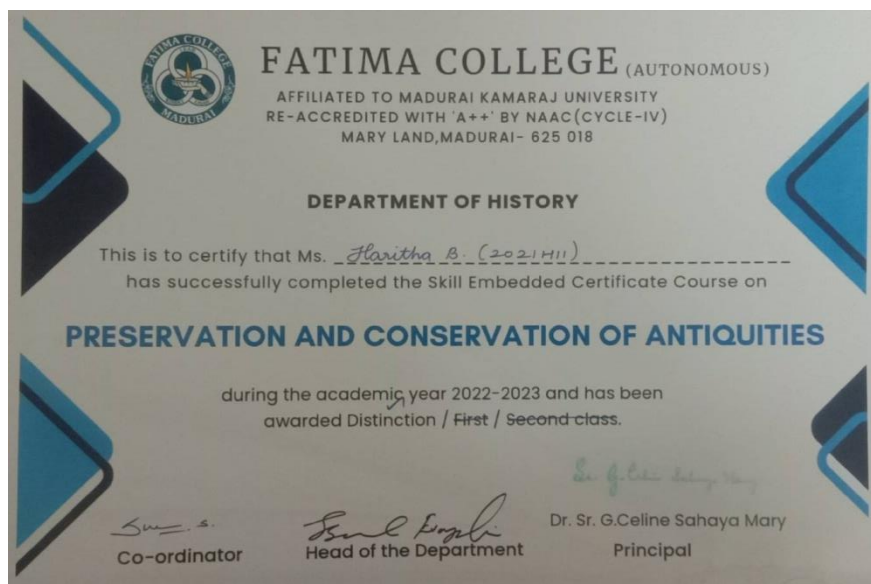 FATIMA COLLEGE (AUTONOMOUS)
FATIMA COLLEGE
MADURAI
AFFILIATED TO MADURAI KAMARAJ UNIVERSITY
RE-ACCREDITED WITH 'A++' BY NAAC(CYCLE-IV)
MARY LAND,MADURAI- 625 018
DEPARTMENT OF HISTORY
This is to certify that Ms. Haritha B. (2021H11)
has successfully completed the Skill Embedded Certificate Course on
PRESERVATION AND CONSERVATION OF ANTIQUITIES
during the academic year 2022-2023 and has been
awarded Distinction / First / Second class.
Dr. Sr. G.Celine Sahaya Mary
Co-ordinator Head of the Department Principal